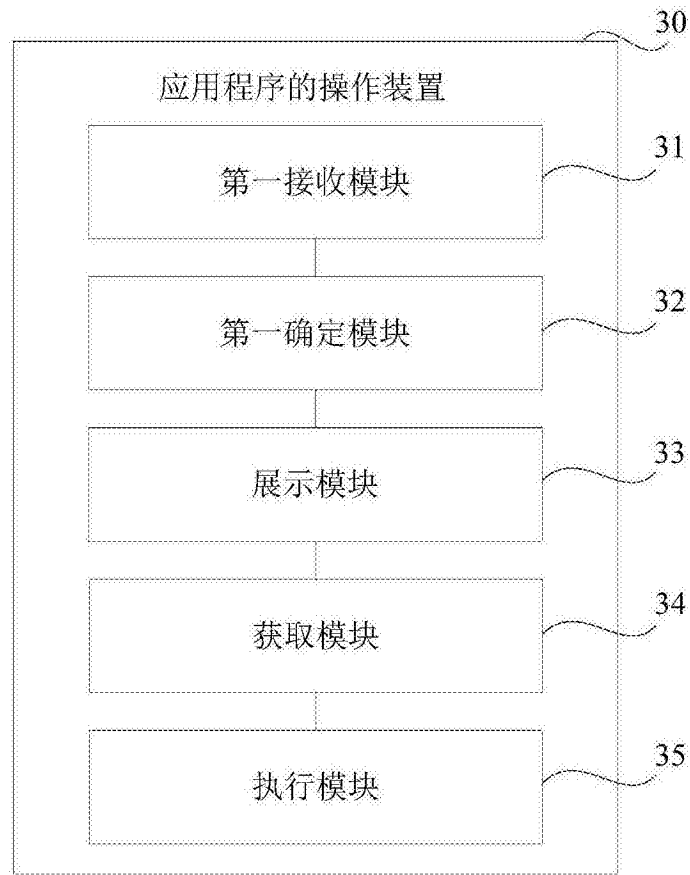 30
应用程序的操作装置
31
第一接收模块
32
第一确定模块
33
展示模块
34
获取模块
35
执行模块